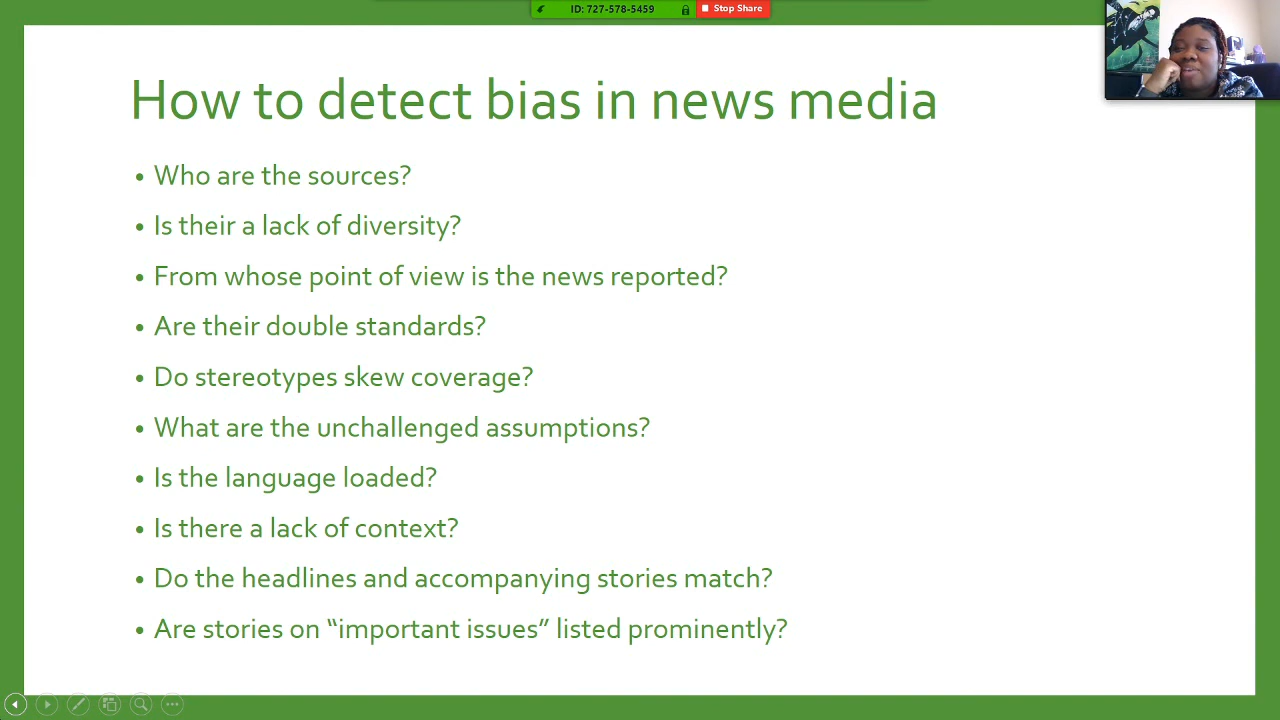 ID: 727-578-5459
Stop Share
How to detect bias in news media
• Who are the sources?
• Is their a lack of diversity?
• From whose point of view is the news reported?
• Are their double standards?
• Do stereotypes skew coverage?
• What are the unchallenged assumptions?
• Is the language loaded?
• Is there a lack of context?
• Do the headlines and accompanying stories match?
• Are stories on “important issues” listed prominently?